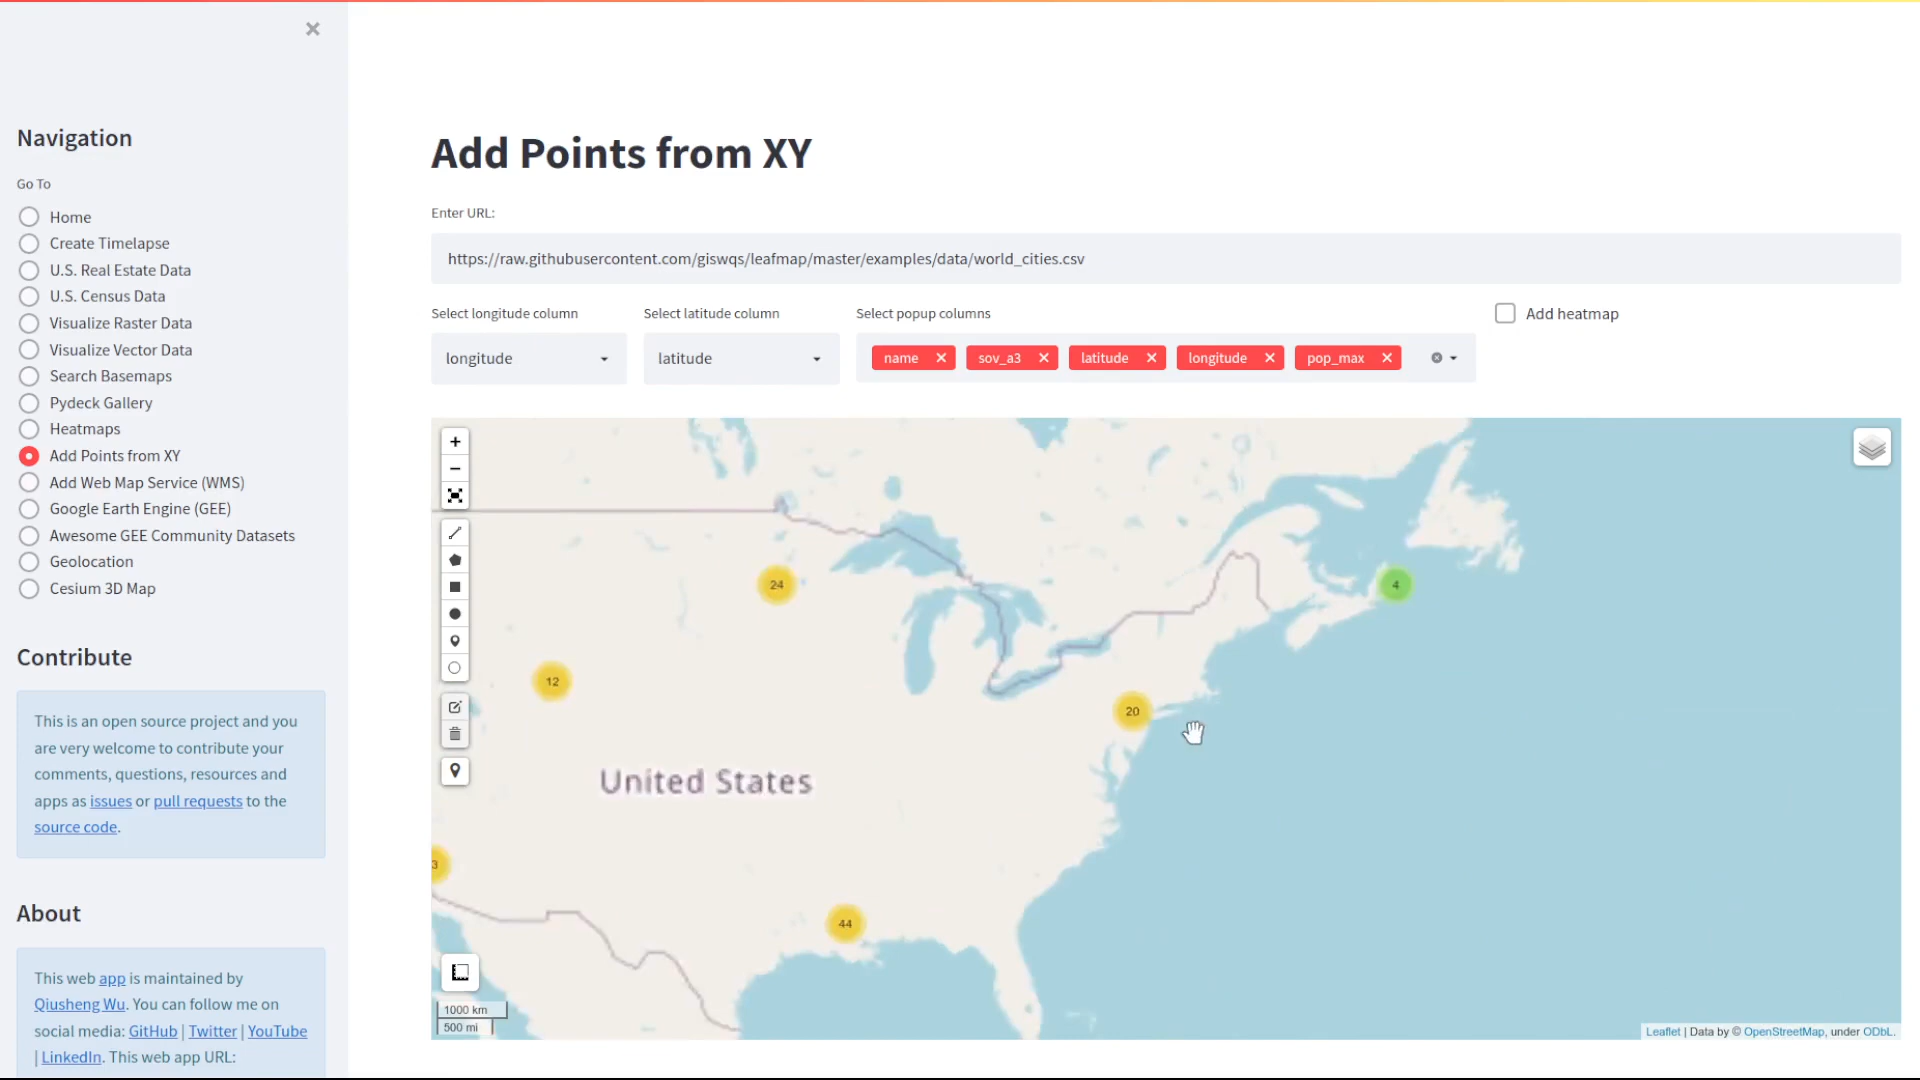 ×
Navigation
Go To
Home
Create Timelapse
U.S. Real Estate Data
U.S. Census Data
Visualize Raster Data
Visualize Vector Data
Search Basemaps
Pydeck Gallery
Heatmaps
Add Points from XY
Add Web Map Service (WMS)
Google Earth Engine (GEE)
Awesome GEE Community Datasets
Geolocation
Cesium 3D Map
Contribute
This is an open source project and you
are very welcome to contribute your
comments, questions, resources and
apps as issues or pull requests to the
source code.
About
This web app is maintained by
Qiusheng Wu. You can follow me on
social media: GitHub | Twitter | YouTube
| LinkedIn. This web app URL:
Add Points from XY
Enter URL:
https://raw.githubusercontent.com/giswqs/leafmap/master/examples/data/world_cities.csv
Select longitude column
longitude
Select latitude column
latitude
Select popup columns
name × sov_a3 × latitude × longitude × pop_max ×
Add heatmap
+
−
24
4
12
20
United States
3
44
1000 km
500 mi
Leaflet | Data by © OpenStreetMap, under ODbL.